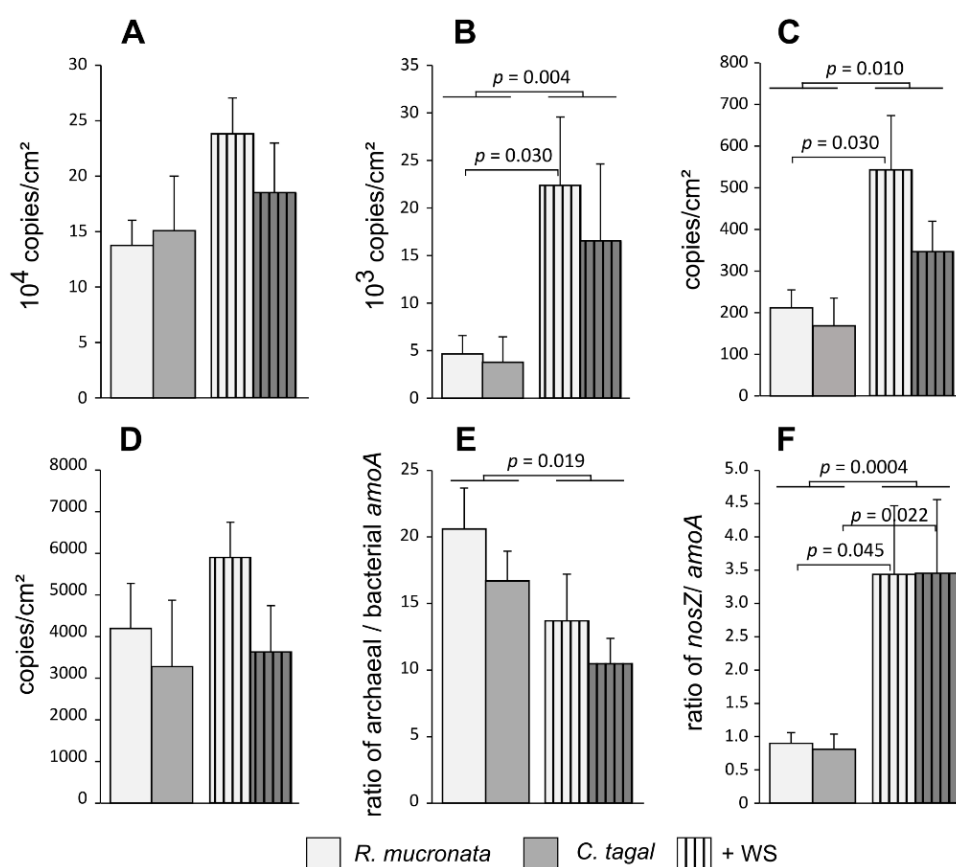 A
30
25
20
15
10
5
0
10⁴ copies/cm²
B
35
30
25
20
15
10
5
0
10³ copies/cm²
p = 0.004
p = 0.030
C
800
700
600
500
400
300
200
100
0
copies/cm²
p = 0.010
p = 0.030
D
8000
7000
6000
5000
4000
3000
2000
1000
0
copies/cm²
E
25
20
15
10
5
0
ratio of archaeal / bacterial amoA
p = 0.019
F
5.0
4.5
4.0
3.5
3.0
2.5
2.0
1.5
1.0
0.5
0
ratio of nosZ/ amoA
p = 0.0004
p = 0.022
p = 0.045
R. mucronata C. tagal + WS